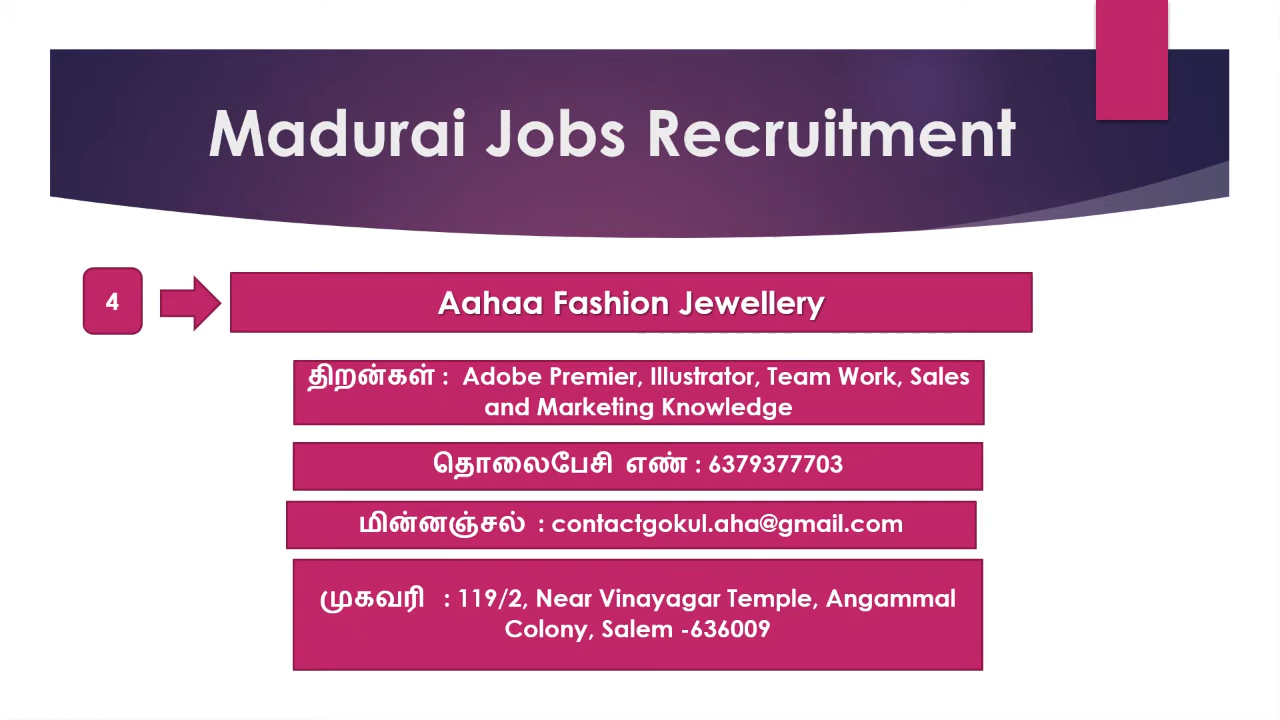 Madurai Jobs Recruitment
4
Aahaa Fashion Jewellery
திறன்கள் : Adobe Premier, Illustrator, Team Work, Sales
and Marketing Knowledge
தொலைபேசி எண் : 6379377703
மின்னஞ்சல் : contactgokul.aha@gmail.com
முகவரி : 119/2, Near Vinayagar Temple, Angammal
Colony, Salem -636009